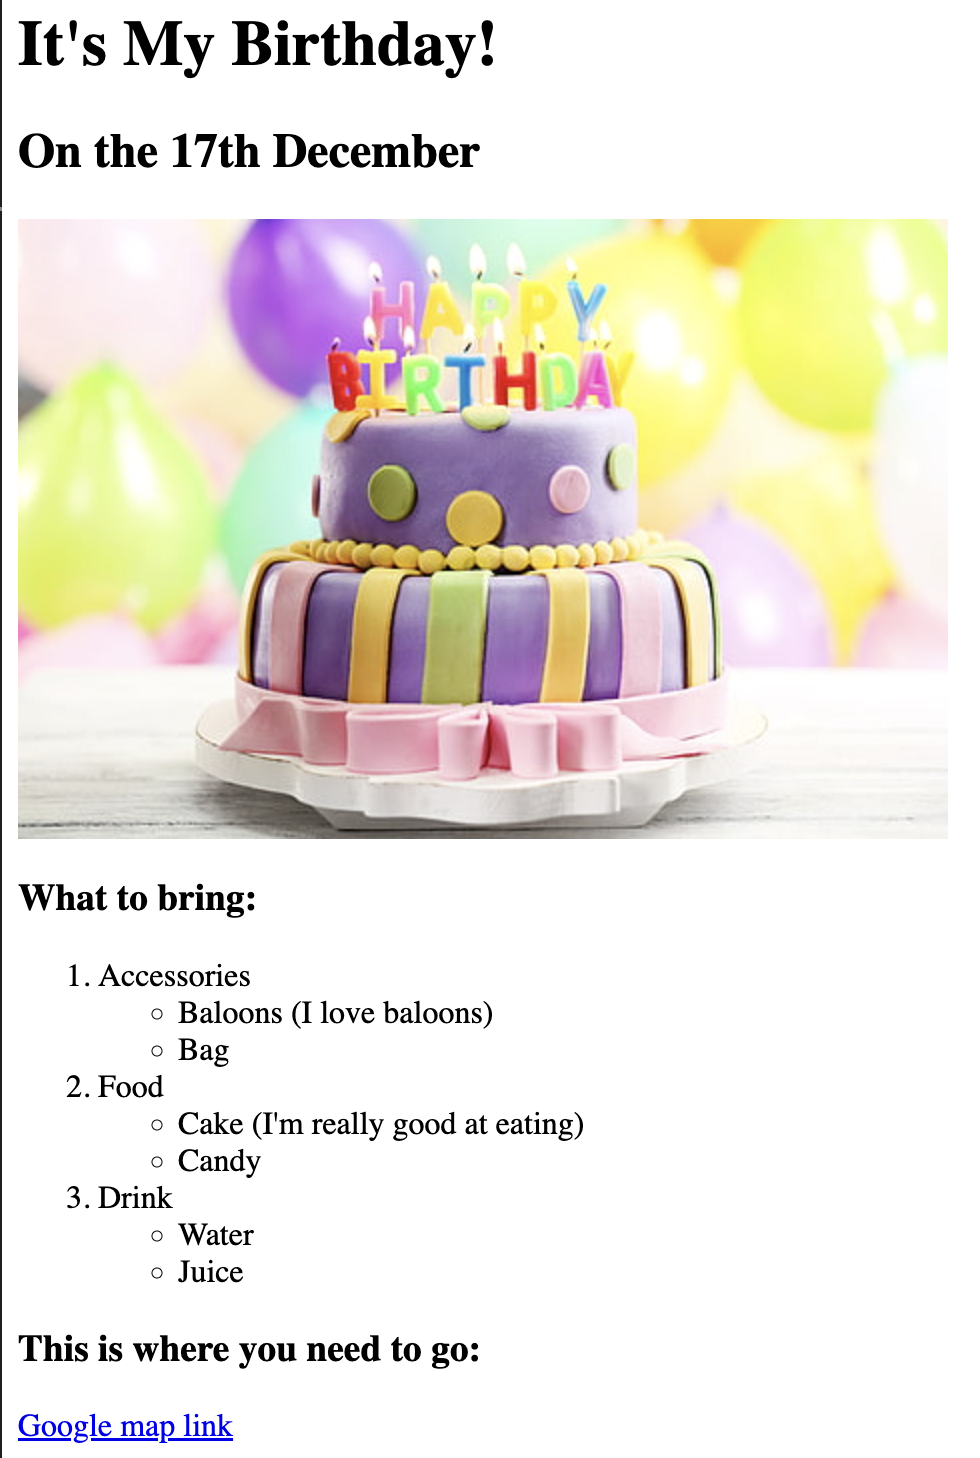 It's My Birthday!
On the 17th December
HAPPY
BIRTHDAY
What to bring:
1. Accessories
Baloons (I love baloons)
Bag
2. Food
Cake (I'm really good at eating)
Candy
3. Drink
Water
Juice
This is where you need to go:
Google map link